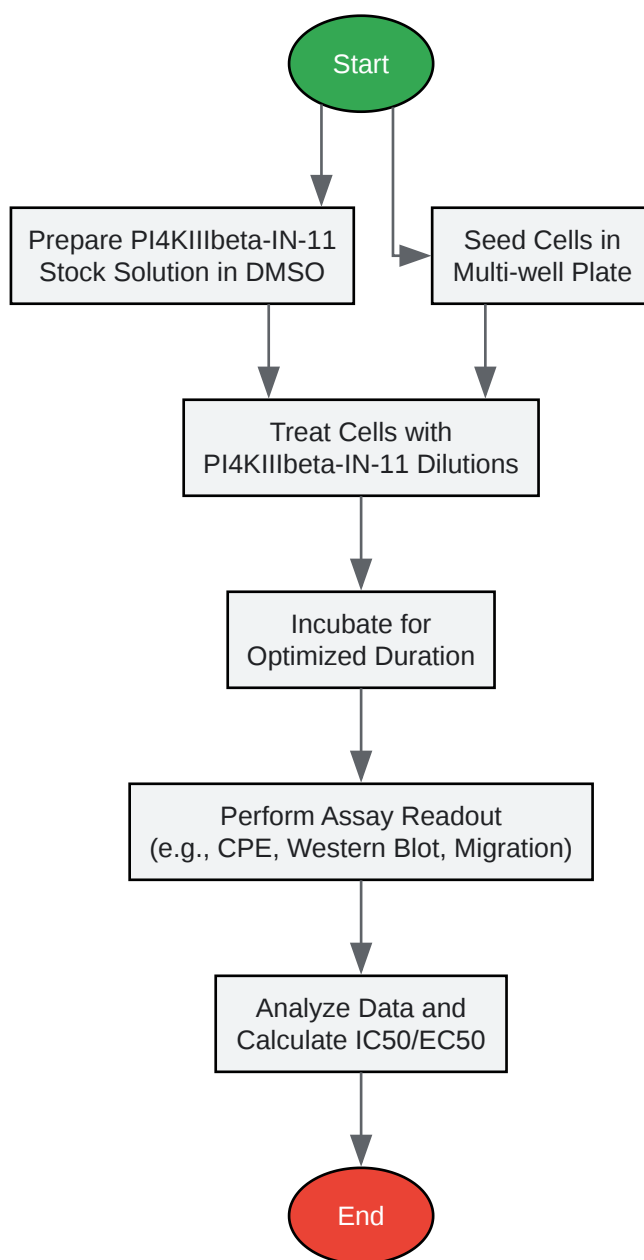 Start
Prepare PI4KIIIbeta-IN-11
Stock Solution in DMSO
Seed Cells in
Multi-well Plate
Treat Cells with
PI4KIIIbeta-IN-11 Dilutions
Incubate for
Optimized Duration
Perform Assay Readout
(e.g., CPE, Western Blot, Migration)
Analyze Data and
Calculate IC50/EC50
End